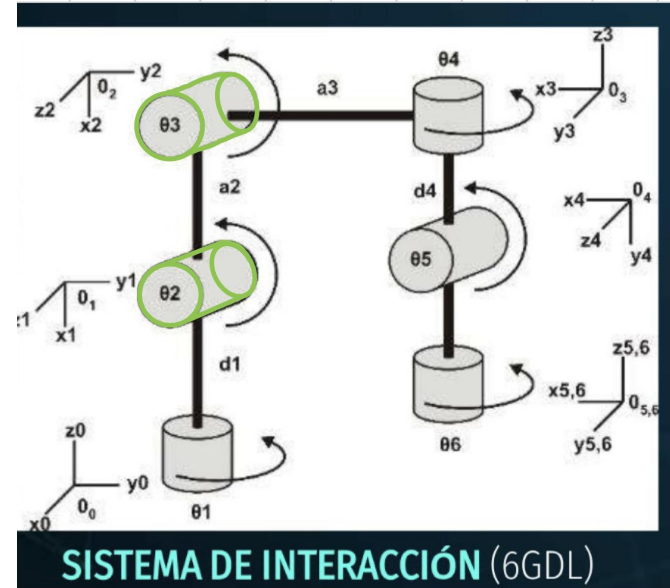 z3
θ4
y2
0₂
a3
x3
0₃
z2
x2
θ3
y3
a2
d4
x4
0₄
z4
y4
θ5
y1
0₁
z1
x1
θ2
d1
z5,6
x5,6
0₅,₆
z0
y5,6
θ6
y0
0₀
x0
θ1
SISTEMA DE INTERACCIÓN (6GDL)